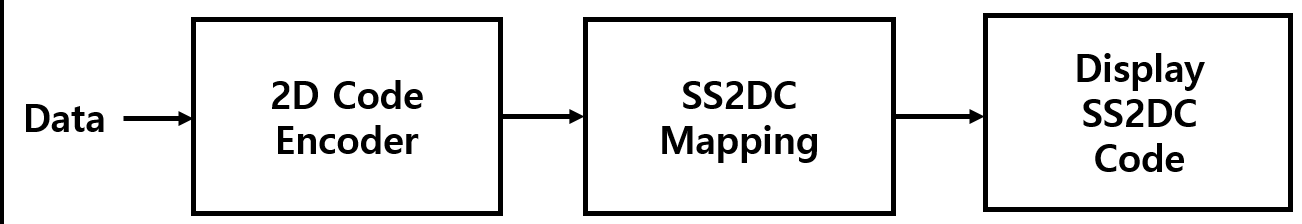 Data
2D Code
Encoder
SS2DC
Mapping
Display
SS2DC
Code